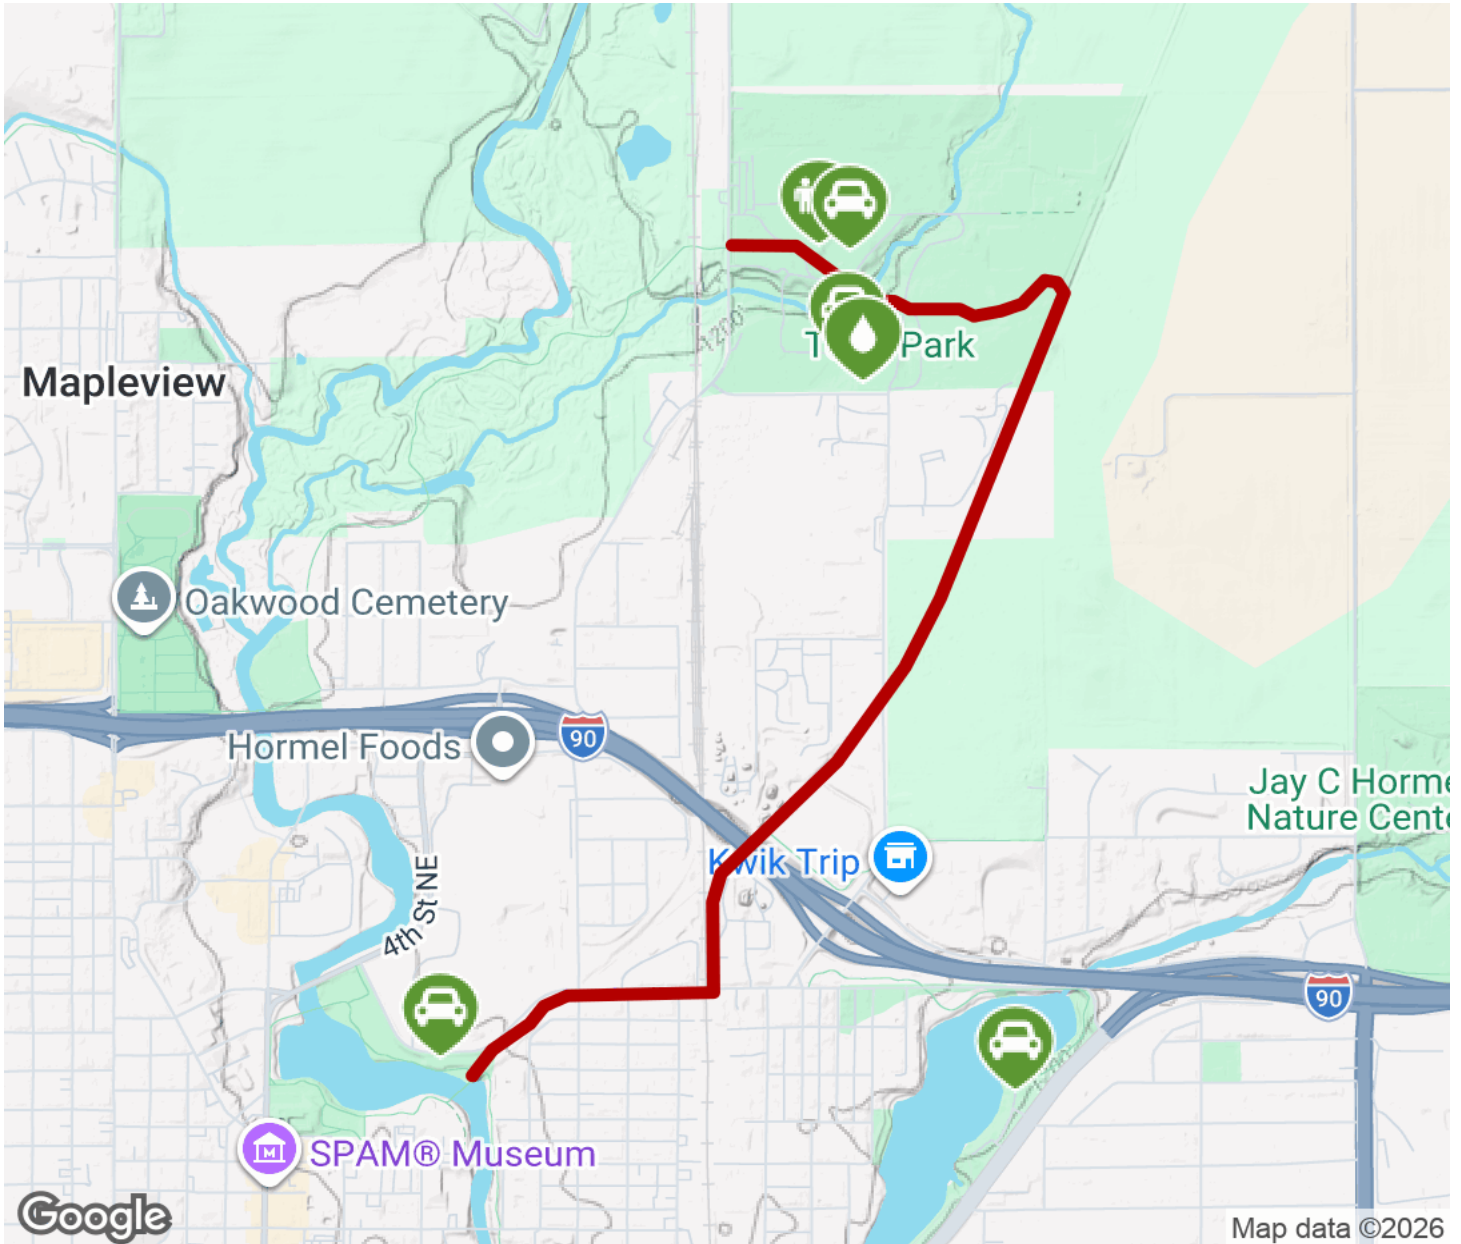 1200
T
Park
Mapleview
Oakwood Cemetery
Hormel Foods
90
Jay C Horme
Nature Cente
Kwik Trip
4th St NE
90
SPAM® Museum
Google
Map data ©2026